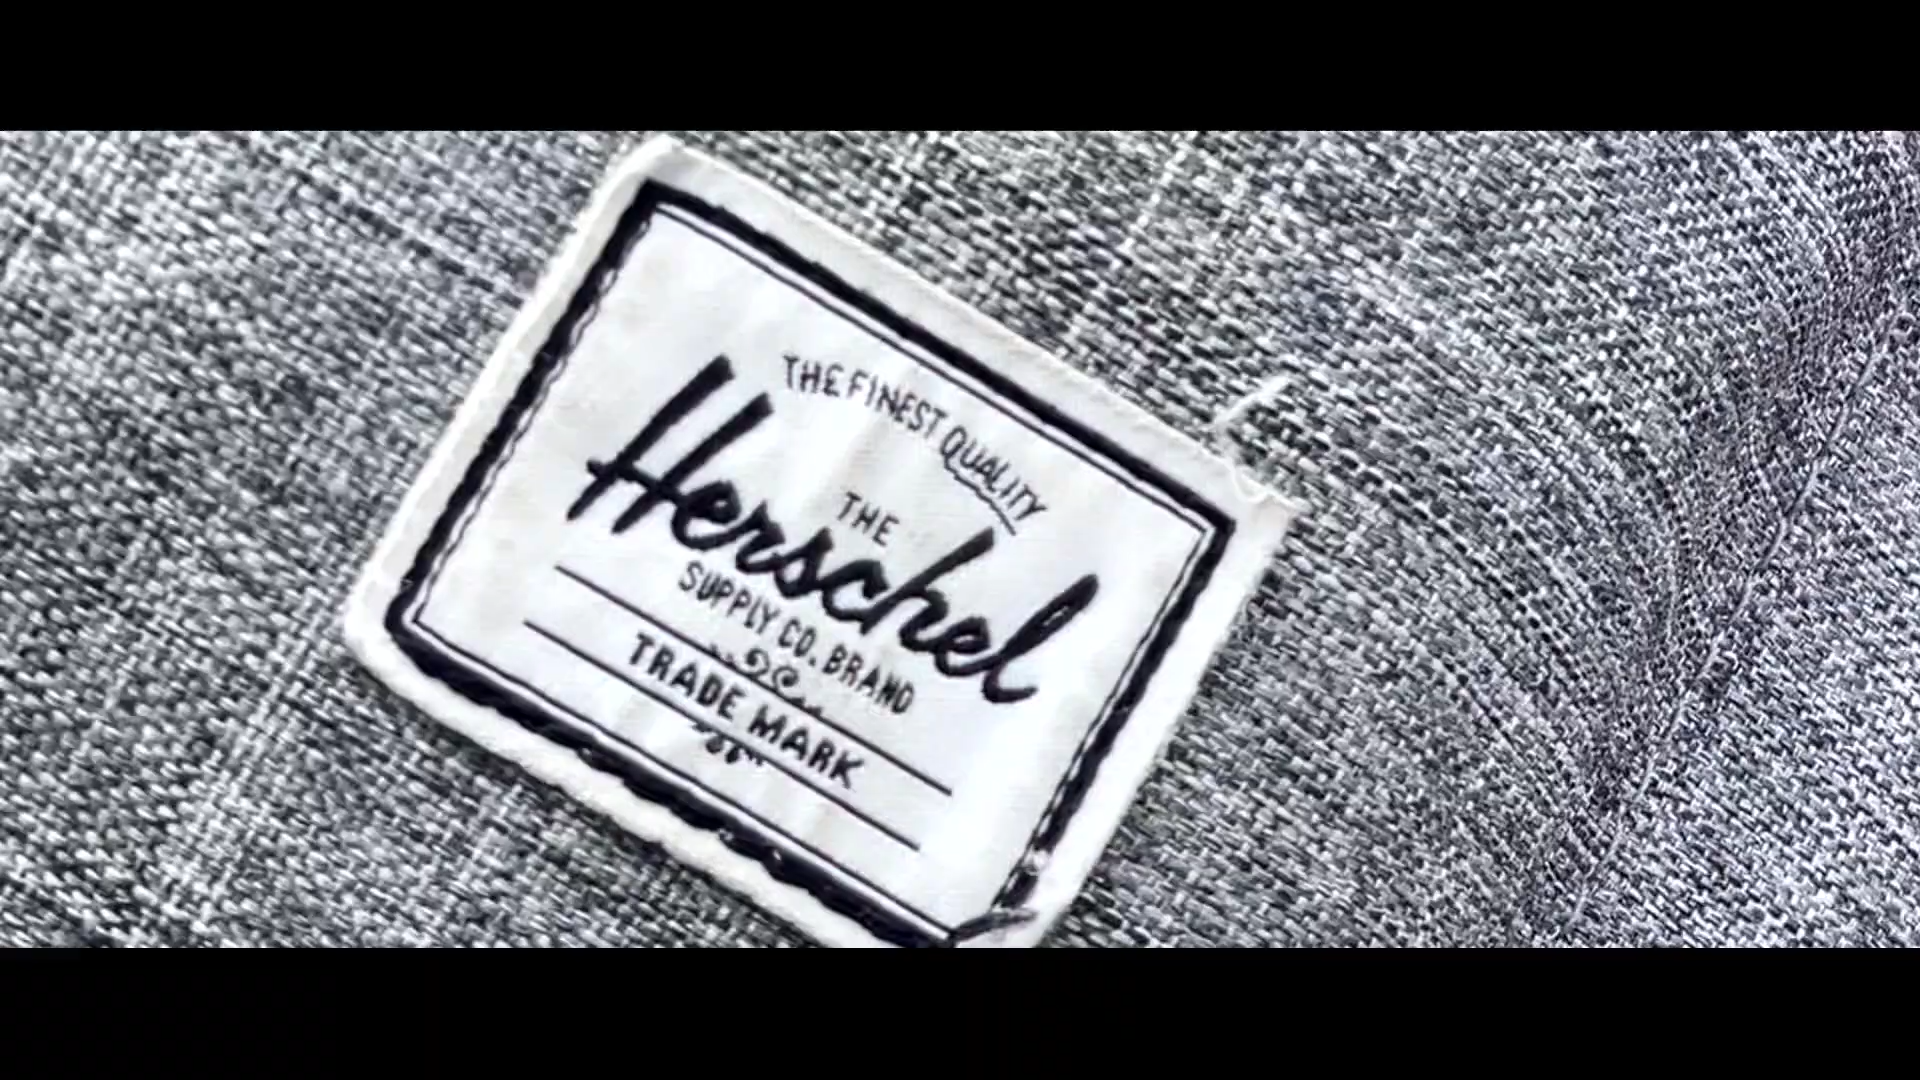 THE FINEST QUALITY
THE
Herschel
SUPPLY CO. BRAND
TRADE MARK